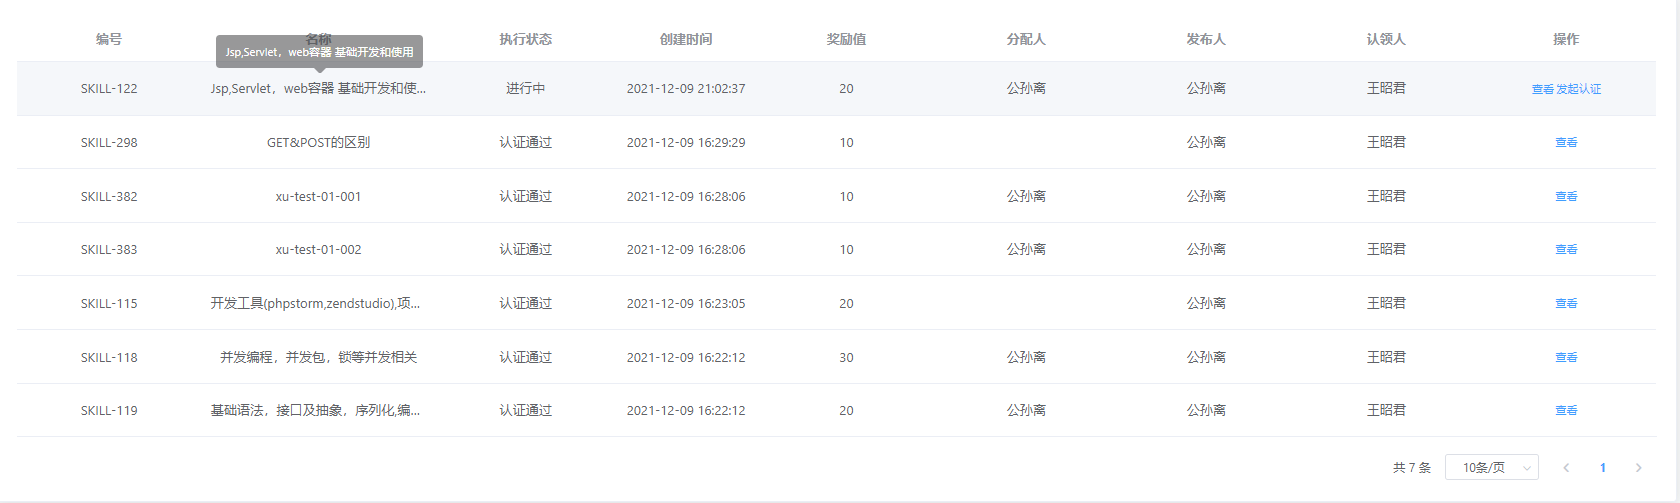 编号 名称 执行状态 创建时间 奖励值 分配人 发布人 认领人 操作
Jsp,Servlet，web容器 基础开发和使用
SKILL-122 Jsp,Servlet，web容器 基础开发和使... 进行中 2021-12-09 21:02:37 20 公孙离 公孙离 王昭君 查看 发起认证
SKILL-298 GET&POST的区别 认证通过 2021-12-09 16:29:29 10 公孙离 王昭君 查看
SKILL-382 xu-test-01-001 认证通过 2021-12-09 16:28:06 10 公孙离 公孙离 王昭君 查看
SKILL-383 xu-test-01-002 认证通过 2021-12-09 16:28:06 10 公孙离 公孙离 王昭君 查看
SKILL-115 开发工具(phpstorm,zendstudio),项... 认证通过 2021-12-09 16:23:05 20 公孙离 王昭君 查看
SKILL-118 并发编程，并发包，锁等并发相关 认证通过 2021-12-09 16:22:12 30 公孙离 公孙离 王昭君 查看
SKILL-119 基础语法，接口及抽象，序列化,编... 认证通过 2021-12-09 16:22:12 20 公孙离 公孙离 王昭君 查看
共 7 条 10条/页 1